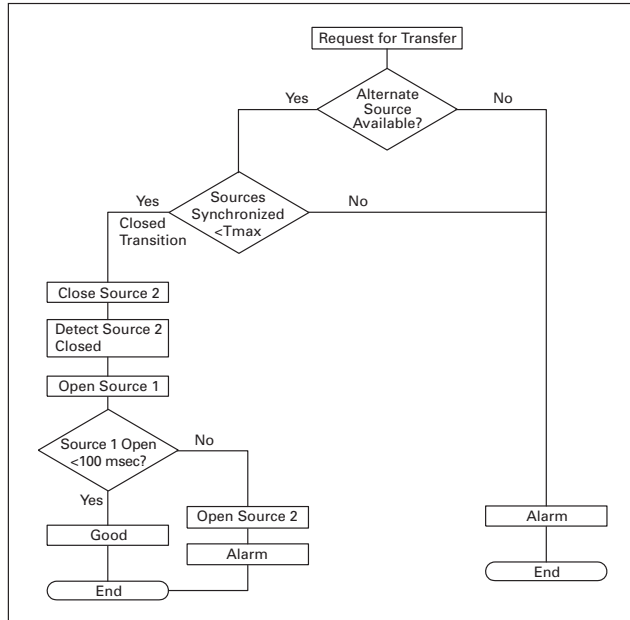 Request for Transfer
Yes
Alternate
Source
Available?
No
Yes
Closed
Transition
Sources
Synchronized
<Tmax
No
Close Source 2
Detect Source 2
Closed
Open Source 1
Source 1 Open
<100 msec?
No
Yes
Open Source 2
Alarm
Good
Alarm
End
End